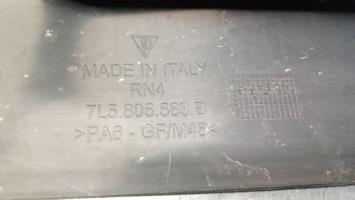 MADE IN ITALY
RN4
7L5.805.583.D
>PA6 - GF/M45<